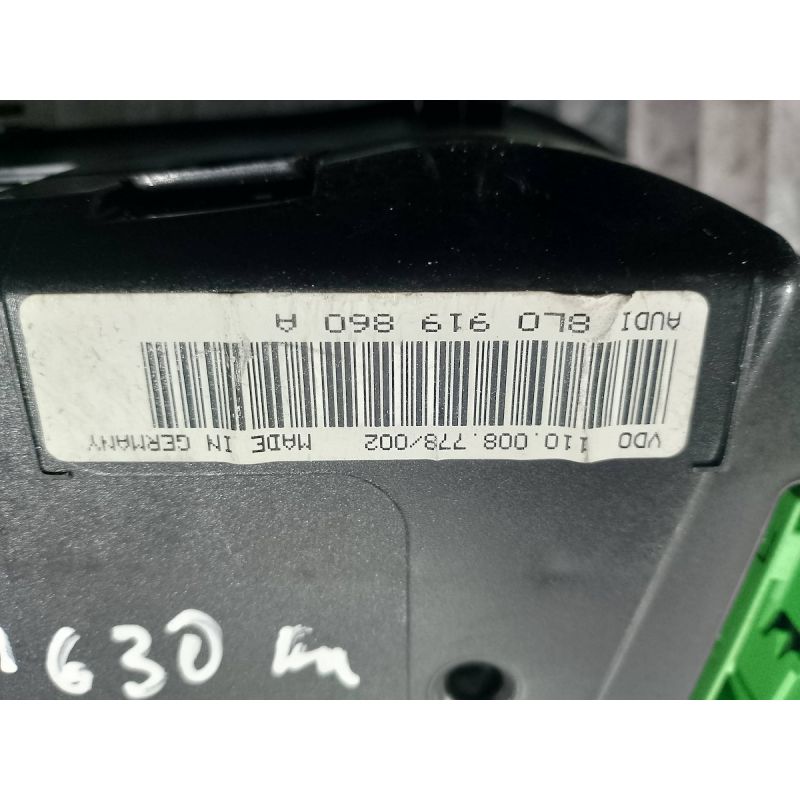 VDO 110.008.778/002 MADE IN GERMANY
AUDI 8L0 919 860 A
630 km